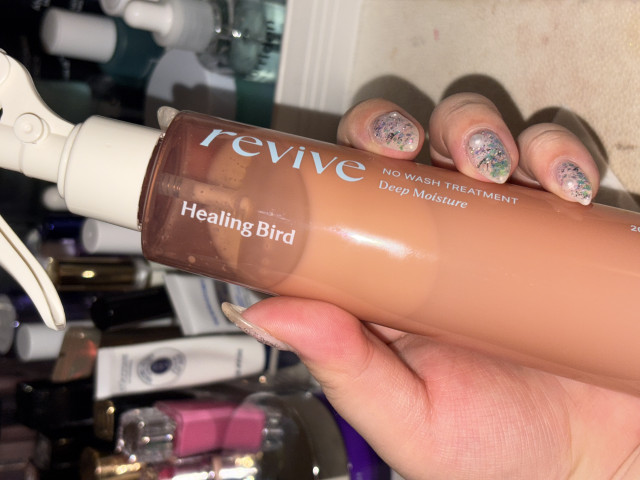 revive
NO WASH TREATMENT
Deep Moisture
Healing Bird